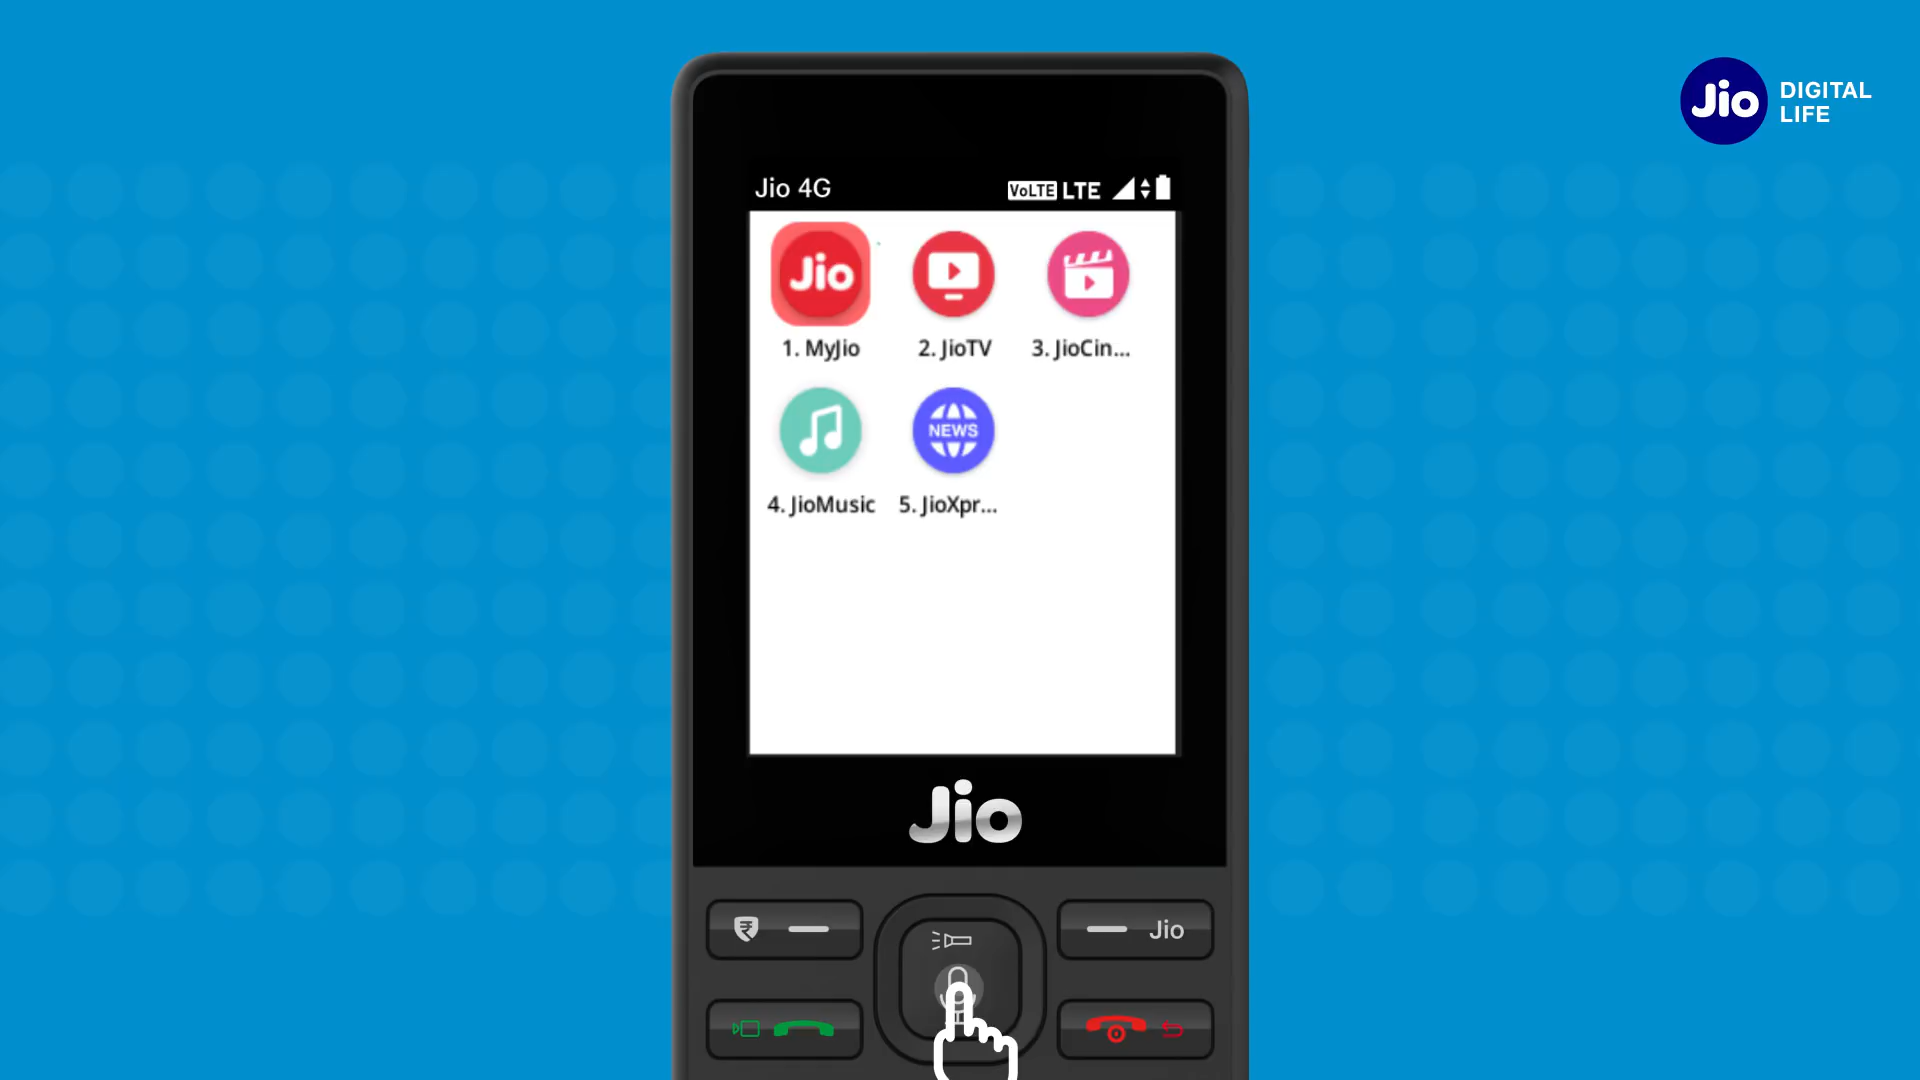 Jio DIGITAL
LIFE
Jio 4G VoLTE LTE
Jio
1. MyJio 2. JioTV 3. JioCin...
NEWS
4. JioMusic 5. JioXpr...
Jio
₹ Jio